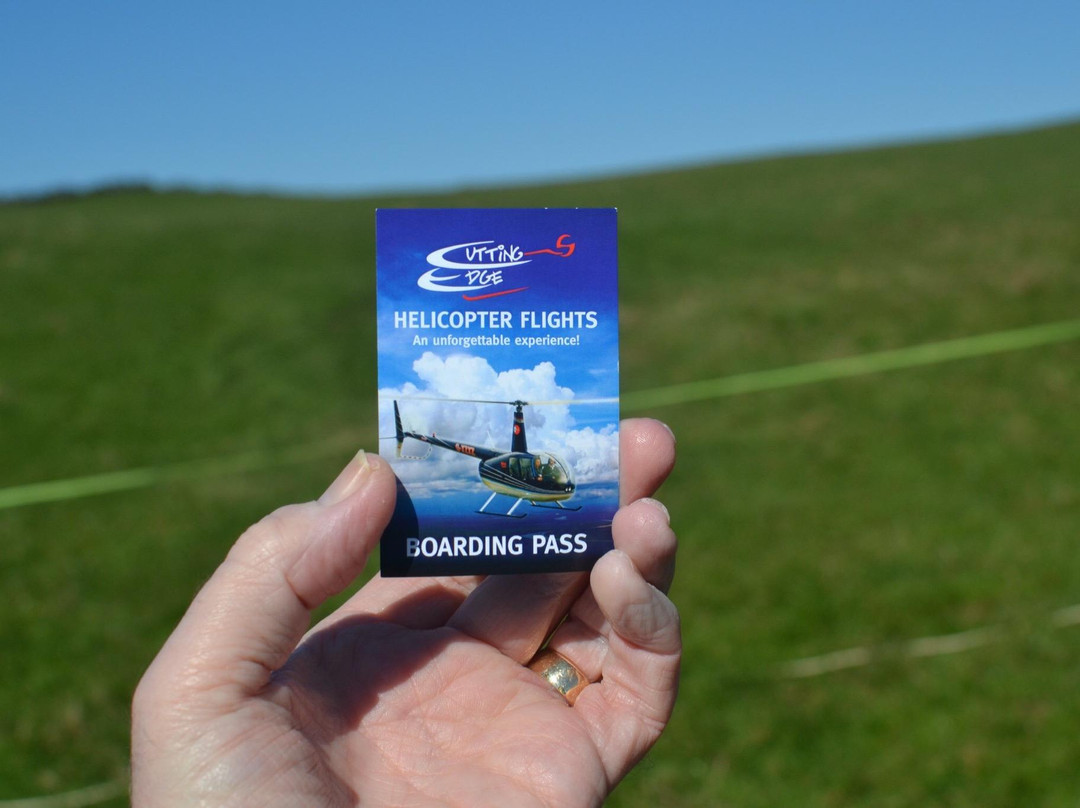 CUTTING
EDGE
HELICOPTER FLIGHTS
An unforgettable experience!
BOARDING PASS